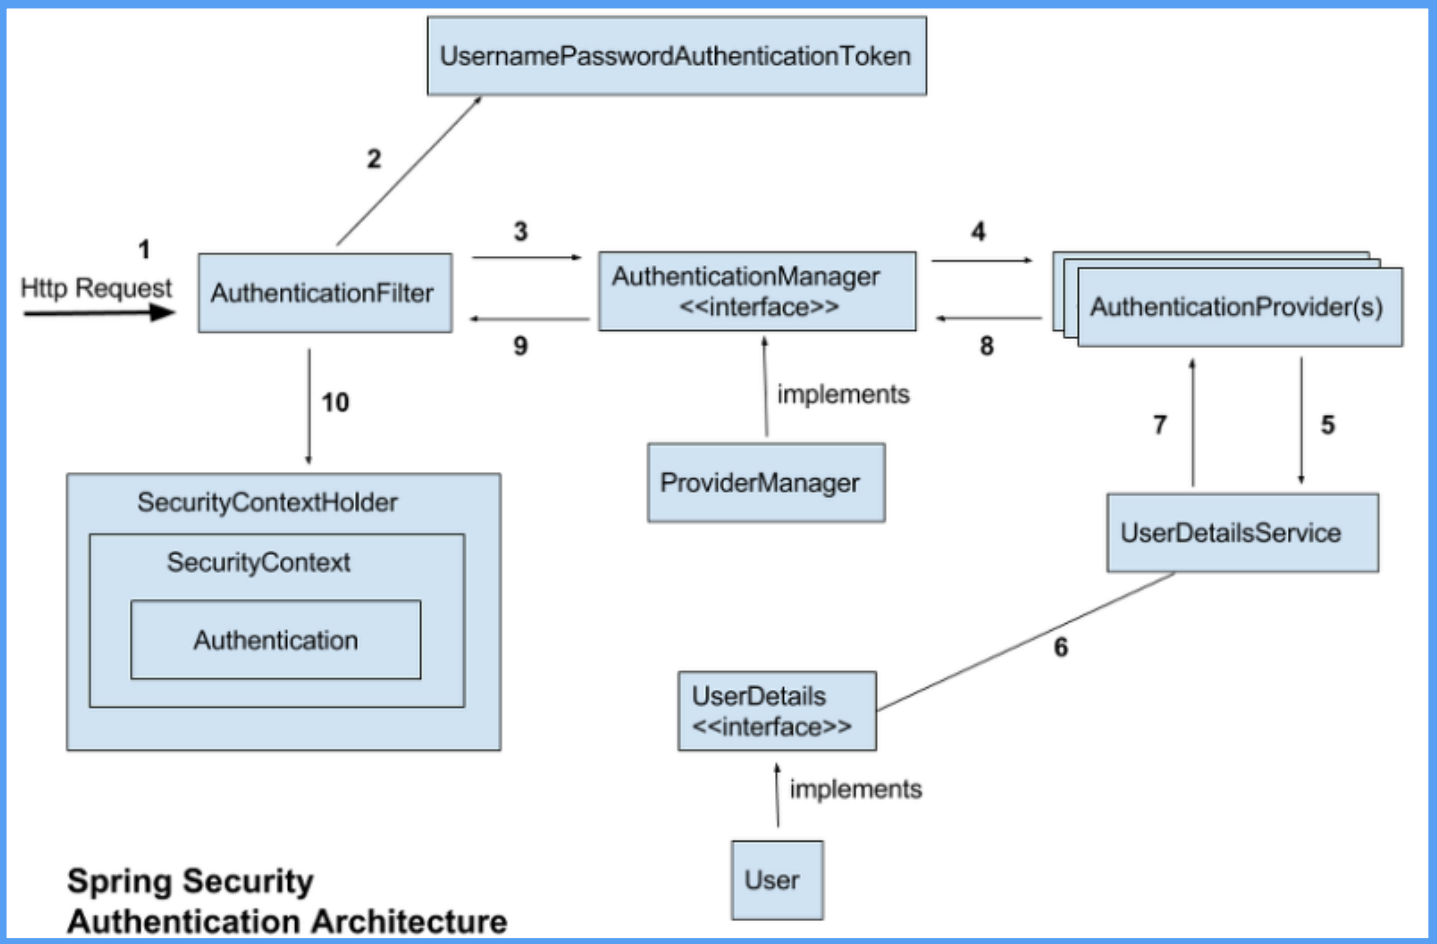 UsernamePasswordAuthenticationToken
2
1
3
4
Http Request
AuthenticationFilter
AuthenticationManager
<<interface>>
AuthenticationProvider(s)
9
8
10
implements
7
5
ProviderManager
SecurityContextHolder
SecurityContext
Authentication
UserDetailsService
6
UserDetails
<<interface>>
implements
User
Spring Security
Authentication Architecture